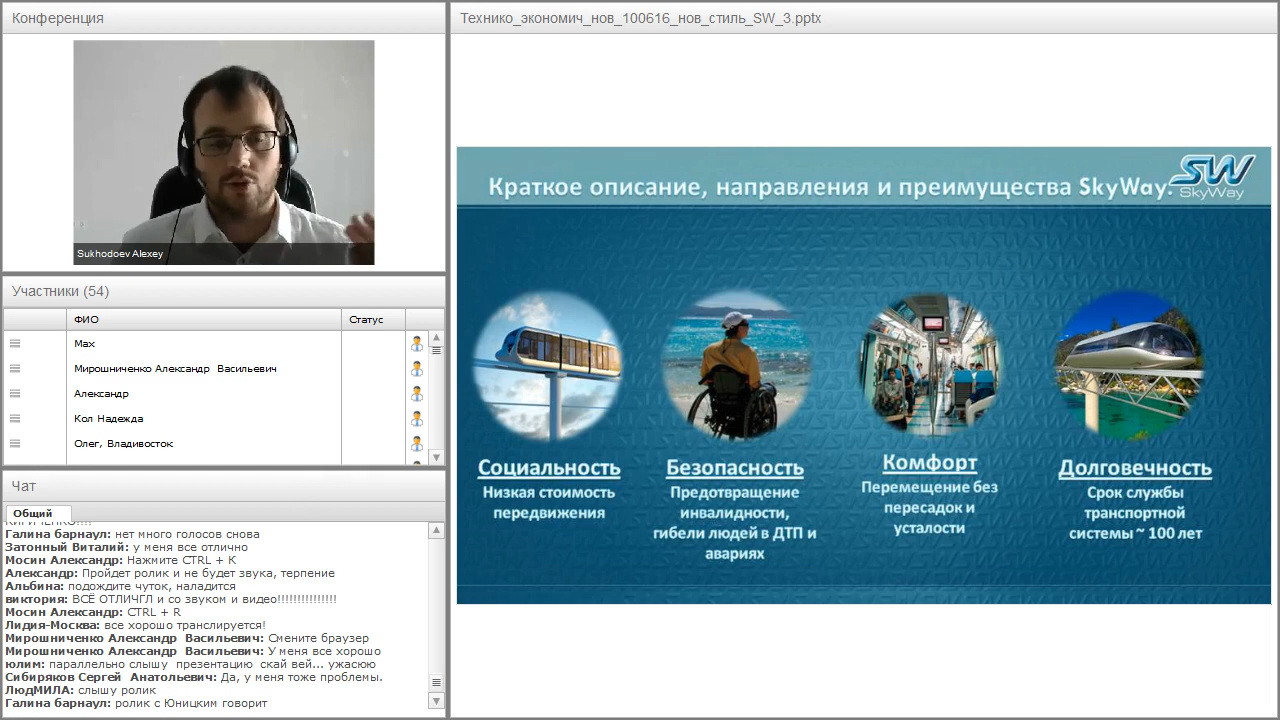 Конференция
Sukhodoev Alexey
Участники (54)
ФИО
Статус
Max
Мирошниченко Александр Васильевич
Александр
Кол Надежда
Олег, Владивосток
Чат
Общий
Галина барнаул: нет много голосов снова
Затонный Виталий: у меня все отлично
Мосин Александр: Нажмите CTRL + К
Александр: Пройдет ролик и не будет звука, терпение
Альбина: подождите чуток, наладится
виктория: ВСЁ ОТЛИЧГЛ и со звуком и видео!!!!!!!!!!!!!!!
Мосин Александр: CTRL + R
Лидия-Москва: все хорошо транслируется!
Мирошниченко Александр Васильевич: Смените браузер
Мирошниченко Александр Васильевич: У меня все хорошо
юлим: параллельно слышу презентацию скай вей... ужасюю
Сибиряков Сергей Анатольевич: Да, у меня тоже проблемы.
ЛюдМИЛА: слышу ролик
Галина барнаул: ролик с Юницким говорит
Технико_экономич_нов_100616_нов_стиль_SW_3.pptx
Краткое описание, направления и преимущества SkyWay.
SW
SkyWay
Социальность
Низкая стоимость
передвижения
Безопасность
Предотвращение
инвалидности,
гибели людей в ДТП и
авариях
Комфорт
Перемещение без
пересадок и
усталости
Долговечность
Срок службы
транспортной
системы ~ 100 лет